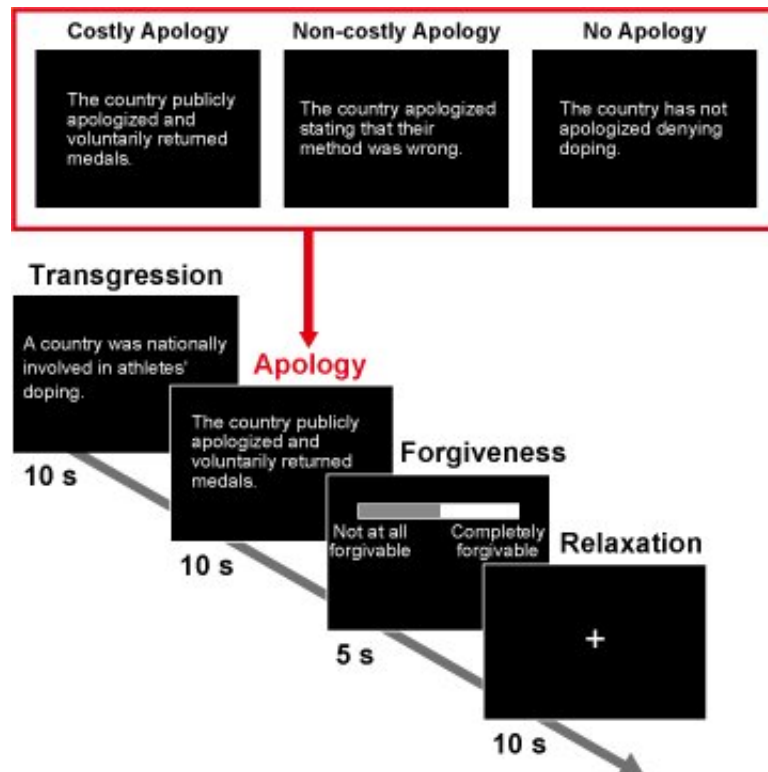 Costly Apology
Non-costly Apology
No Apology
The country publicly
apologized and
voluntarily returned
medals.
The country apologized
stating that their
method was wrong.
The country has not
apologized denying
doping.
Transgression
A country was nationally
involved in athletes'
doping.
10 s
Apology
The country publicly
apologized and
voluntarily returned
medals.
10 s
Forgiveness
Not at all
forgivable
Completely
forgivable
5 s
Relaxation
+
10 s